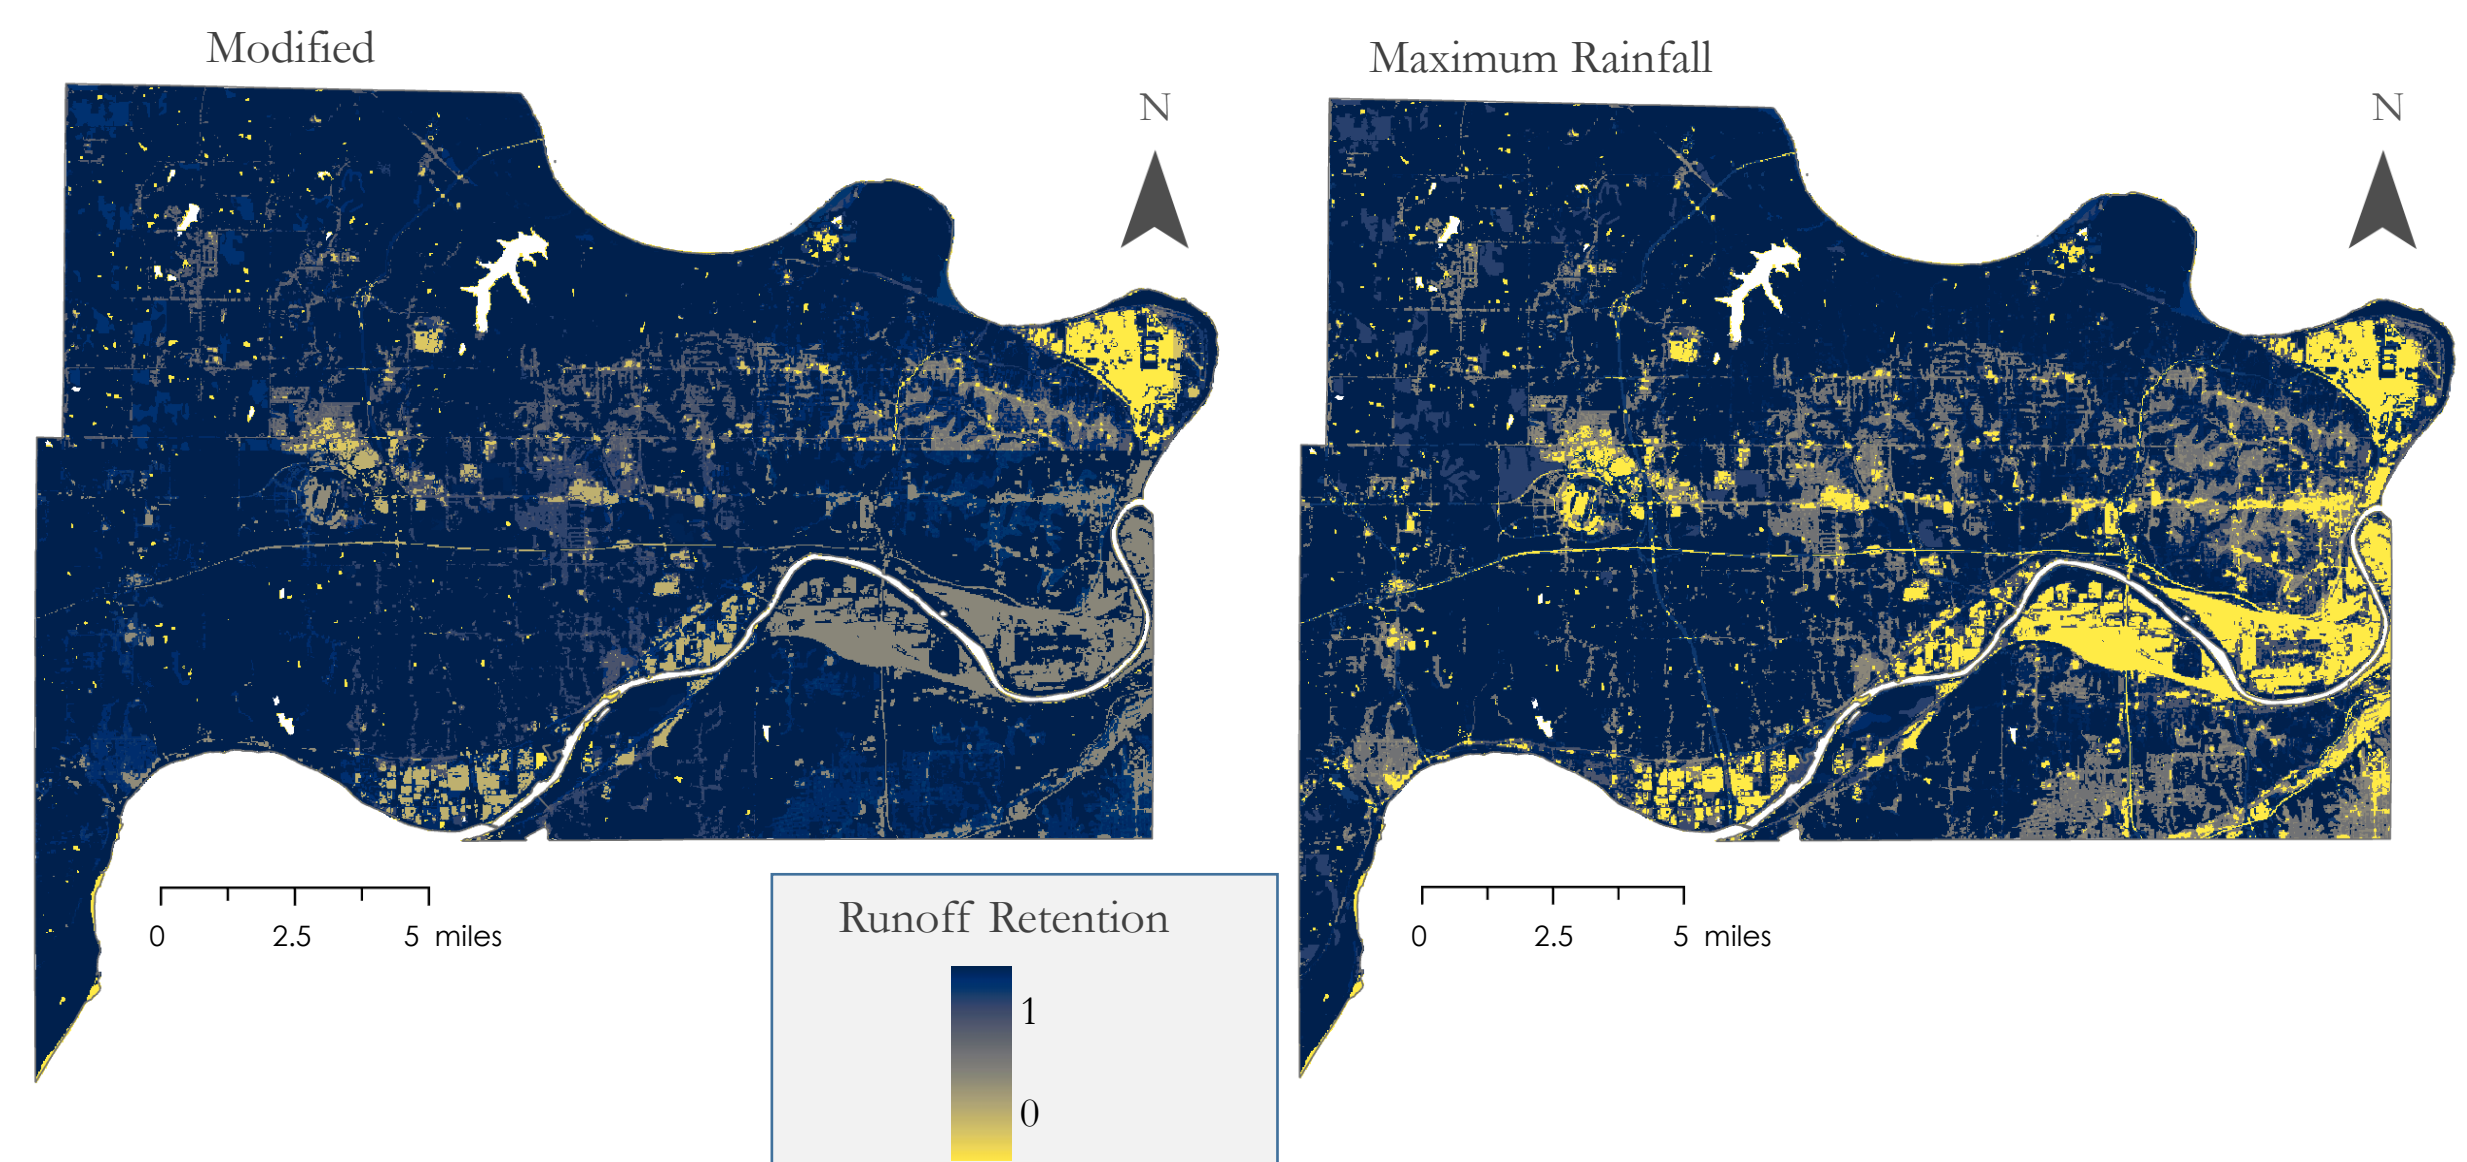 Modified
Maximum Rainfall
N
N
0 2.5 5 miles
0 2.5 5 miles
Runoff Retention
1
0